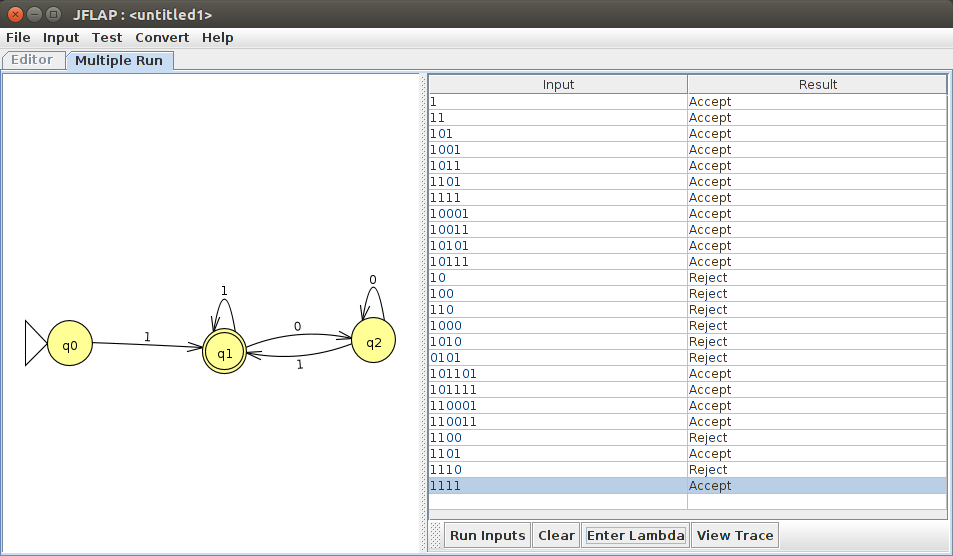 JFLAP : <untitled1>
File Input Test Convert Help
Editor Multiple Run
Input Result
1 Accept
11 Accept
101 Accept
1001 Accept
1011 Accept
1101 Accept
1111 Accept
10001 Accept
10011 Accept
10101 Accept
10111 Accept
10 Reject
100 Reject
110 Reject
1000 Reject
1010 Reject
0101 Reject
101101 Accept
101111 Accept
110001 Accept
110011 Accept
1100 Reject
1101 Accept
1110 Reject
1111 Accept
1 0
q0 1 q1 0 q2
1
Run Inputs Clear Enter Lambda View Trace